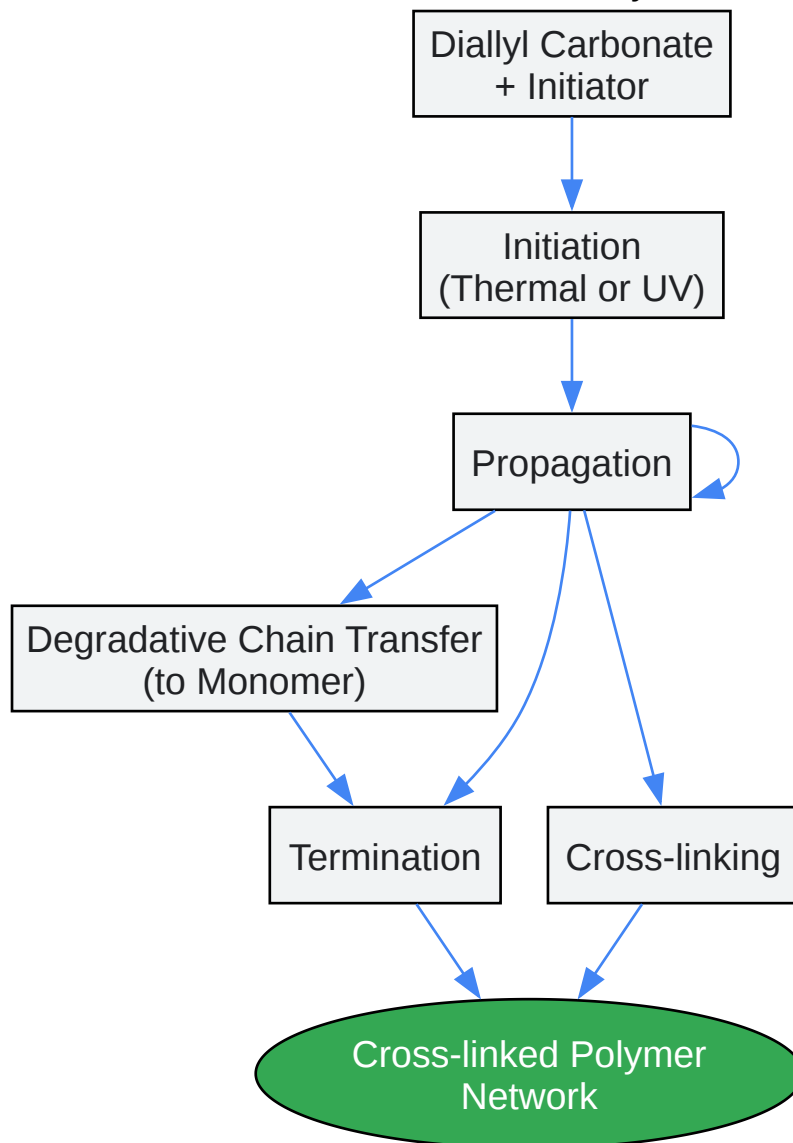 Diallyl Carbonate
+ Initiator
Initiation
(Thermal or UV)
Propagation
Degradative Chain Transfer
(to Monomer)
Termination
Cross-linking
Cross-linked Polymer
Network